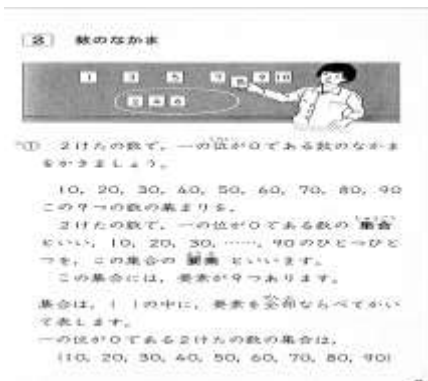 2 数のなかま
1 3 5 7 8 9 10
2 4 6
① 2けたの数で，一の位が0である数のなかま
をかきましょう。
10，20，30，40，50，60，70，80，90
この9つの数の集まりを，
2けたの数で，一の位が0である数の 集合
といい，10，20，30，……，90のひとつひと
つを，この集合の 要素 といいます。
この集合には，要素が9つあります。
集合は，{ }の中に，要素を全部ならべてかい
て表します。
一の位が0である2けたの数の集合は，
{10，20，30，40，50，60，70，80，90}